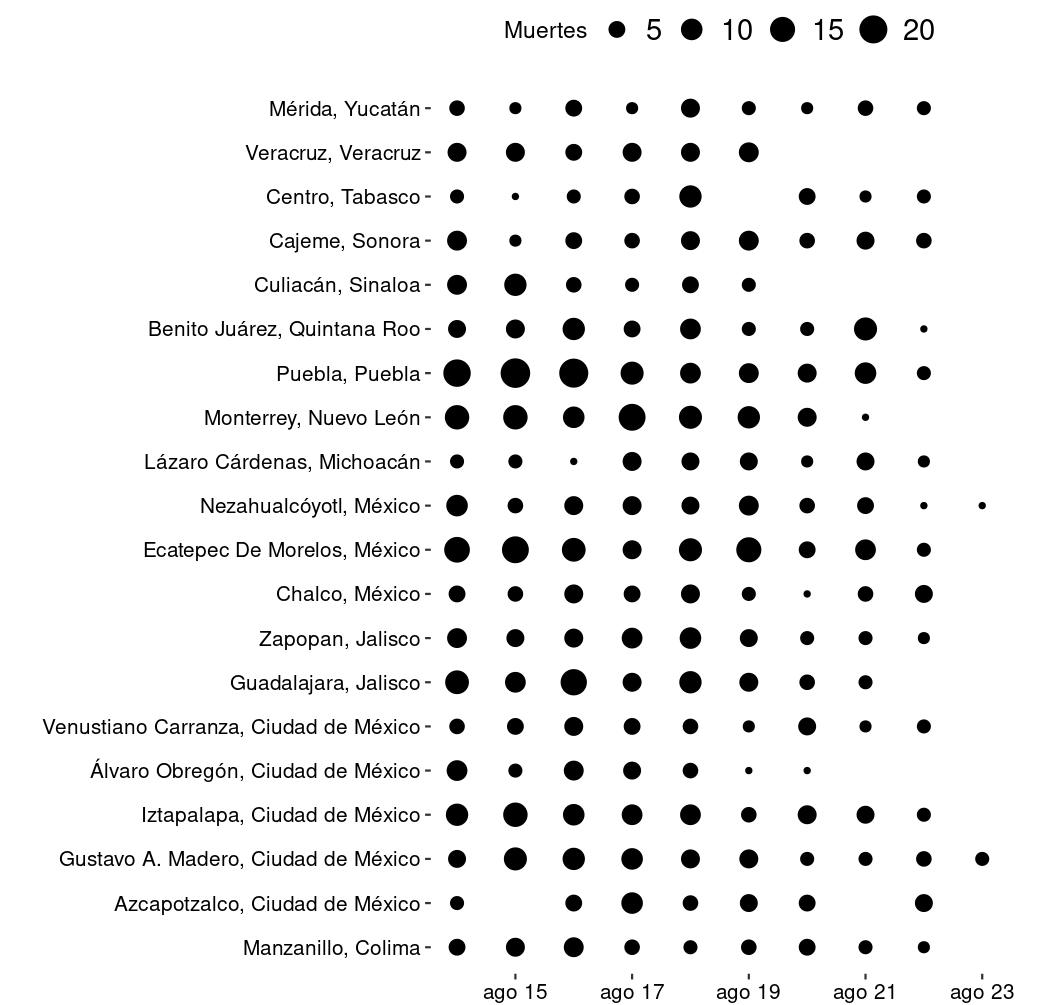 Muertes 5 10 15 20
Mérida, Yucatán
Veracruz, Veracruz
Centro, Tabasco
Cajeme, Sonora
Culiacán, Sinaloa
Benito Juárez, Quintana Roo
Puebla, Puebla
Monterrey, Nuevo León
Lázaro Cárdenas, Michoacán
Nezahualcóyotl, México
Ecatepec De Morelos, México
Chalco, México
Zapopan, Jalisco
Guadalajara, Jalisco
Venustiano Carranza, Ciudad de México
Álvaro Obregón, Ciudad de México
Iztapalapa, Ciudad de México
Gustavo A. Madero, Ciudad de México
Azcapotzalco, Ciudad de México
Manzanillo, Colima
ago 15 ago 17 ago 19 ago 21 ago 23